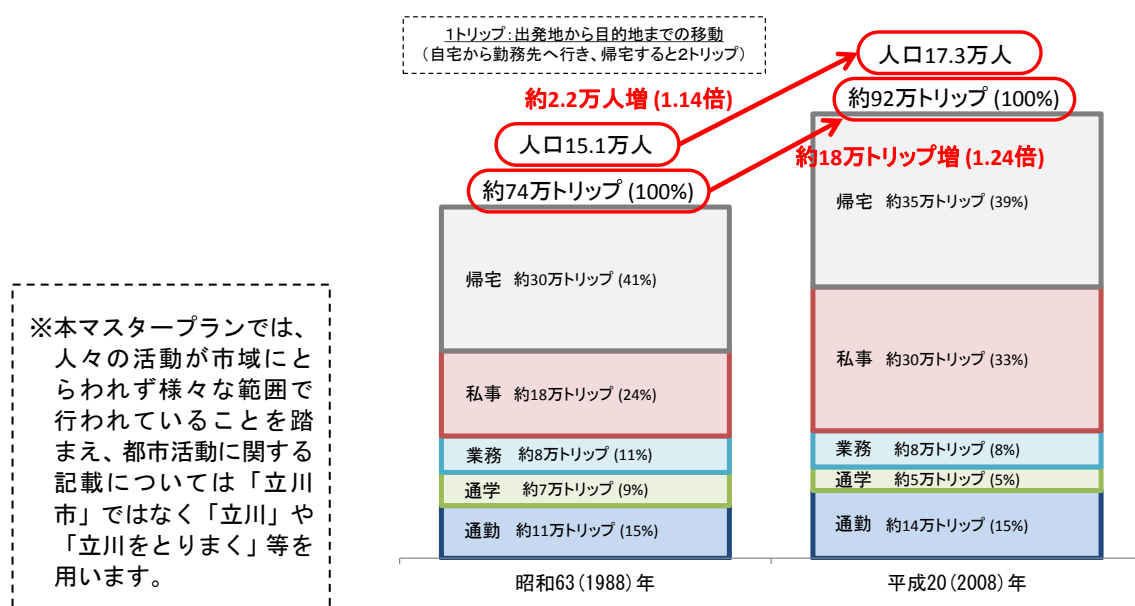 1トリップ:出発地から目的地までの移動
(自宅から勤務先へ行き、帰宅すると2トリップ)
人口17.3万人
約2.2万人増 (1.14倍)
約92万トリップ (100%)
人口15.1万人
約18万トリップ増 (1.24倍)
約74万トリップ (100%)
帰宅 約35万トリップ (39%)
帰宅 約30万トリップ (41%)
私事 約30万トリップ (33%)
私事 約18万トリップ (24%)
業務 約8万トリップ (11%)
業務 約8万トリップ (8%)
通学 約7万トリップ (9%)
通学 約5万トリップ (5%)
通勤 約11万トリップ (15%)
通勤 約14万トリップ (15%)
昭和63(1988)年
平成20(2008)年
※本マスタープランでは、
人々の活動が市域にと
らわれず様々な範囲で
行われていることを踏
まえ、都市活動に関する
記載については「立川
市」ではなく「立川」や
「立川をとりまく」等を
用います。